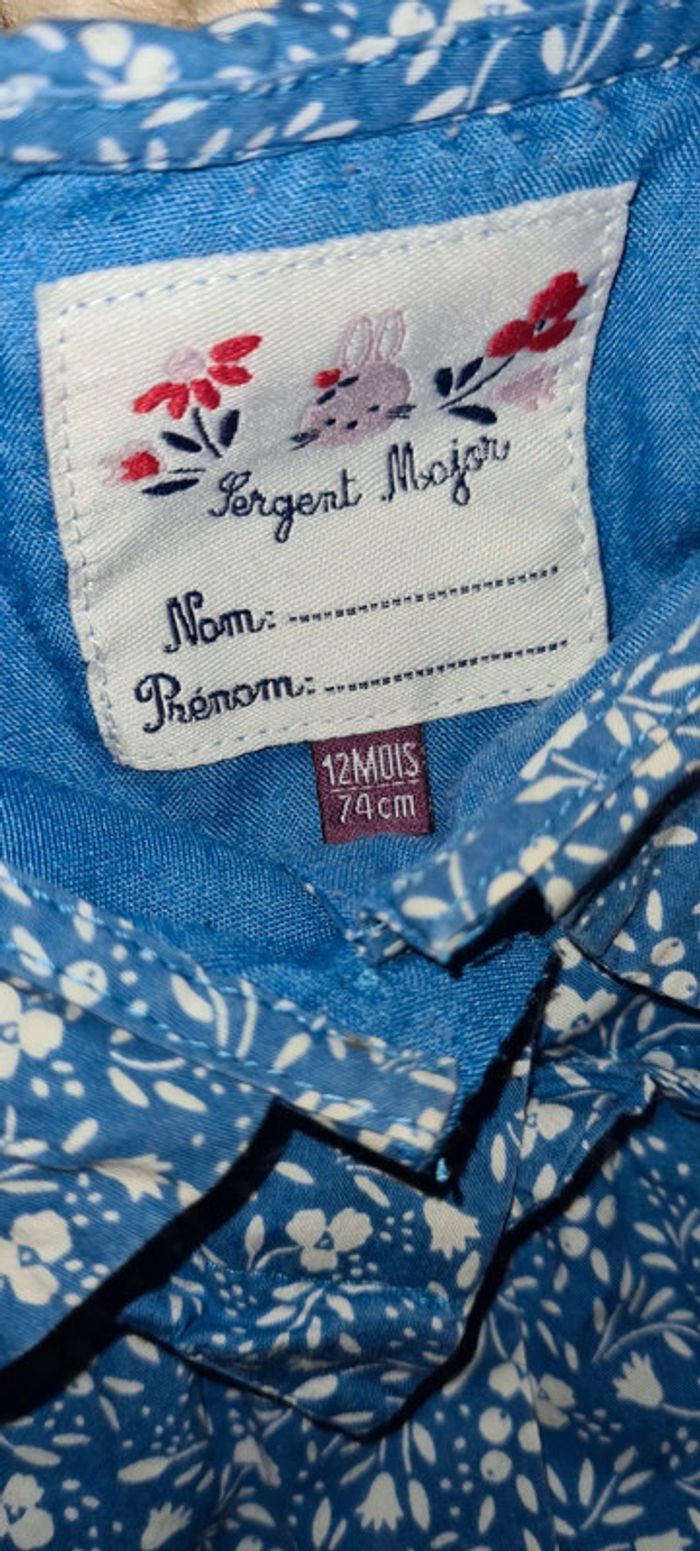 Sergent Major
Nom:
Prénom:
12MOIS
74cm